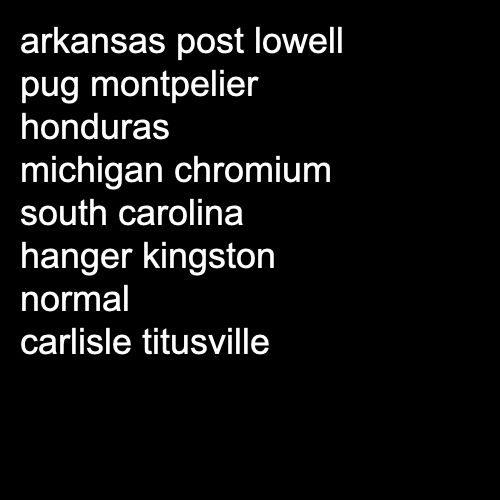 arkansas post lowell
pug montpelier
honduras
michigan chromium
south carolina
hanger kingston
normal
carlisle titusville